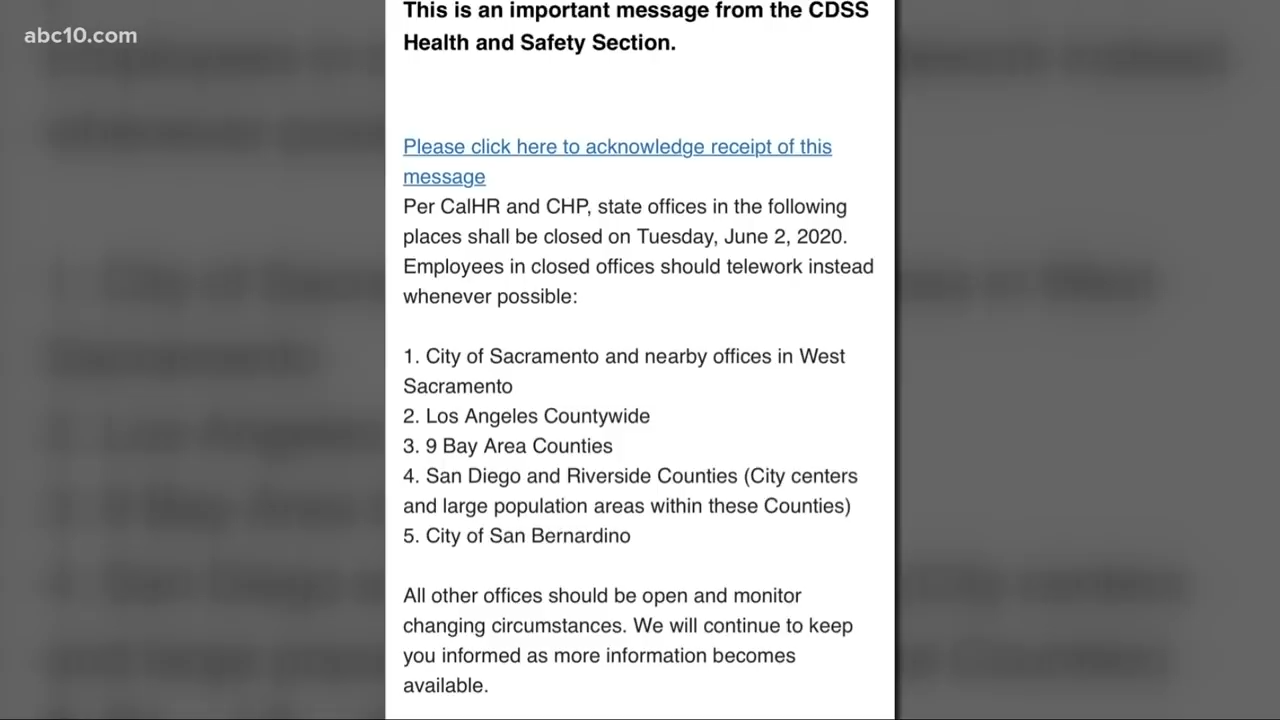 abc10.com
This is an important message from the CDSS
Health and Safety Section.
Please click here to acknowledge receipt of this
message
Per CalHR and CHP, state offices in the following
places shall be closed on Tuesday, June 2, 2020.
Employees in closed offices should telework instead
whenever possible:
1. City of Sacramento and nearby offices in West
Sacramento
2. Los Angeles Countywide
3. 9 Bay Area Counties
4. San Diego and Riverside Counties (City centers
and large population areas within these Counties)
5. City of San Bernardino
All other offices should be open and monitor
changing circumstances. We will continue to keep
you informed as more information becomes
available.